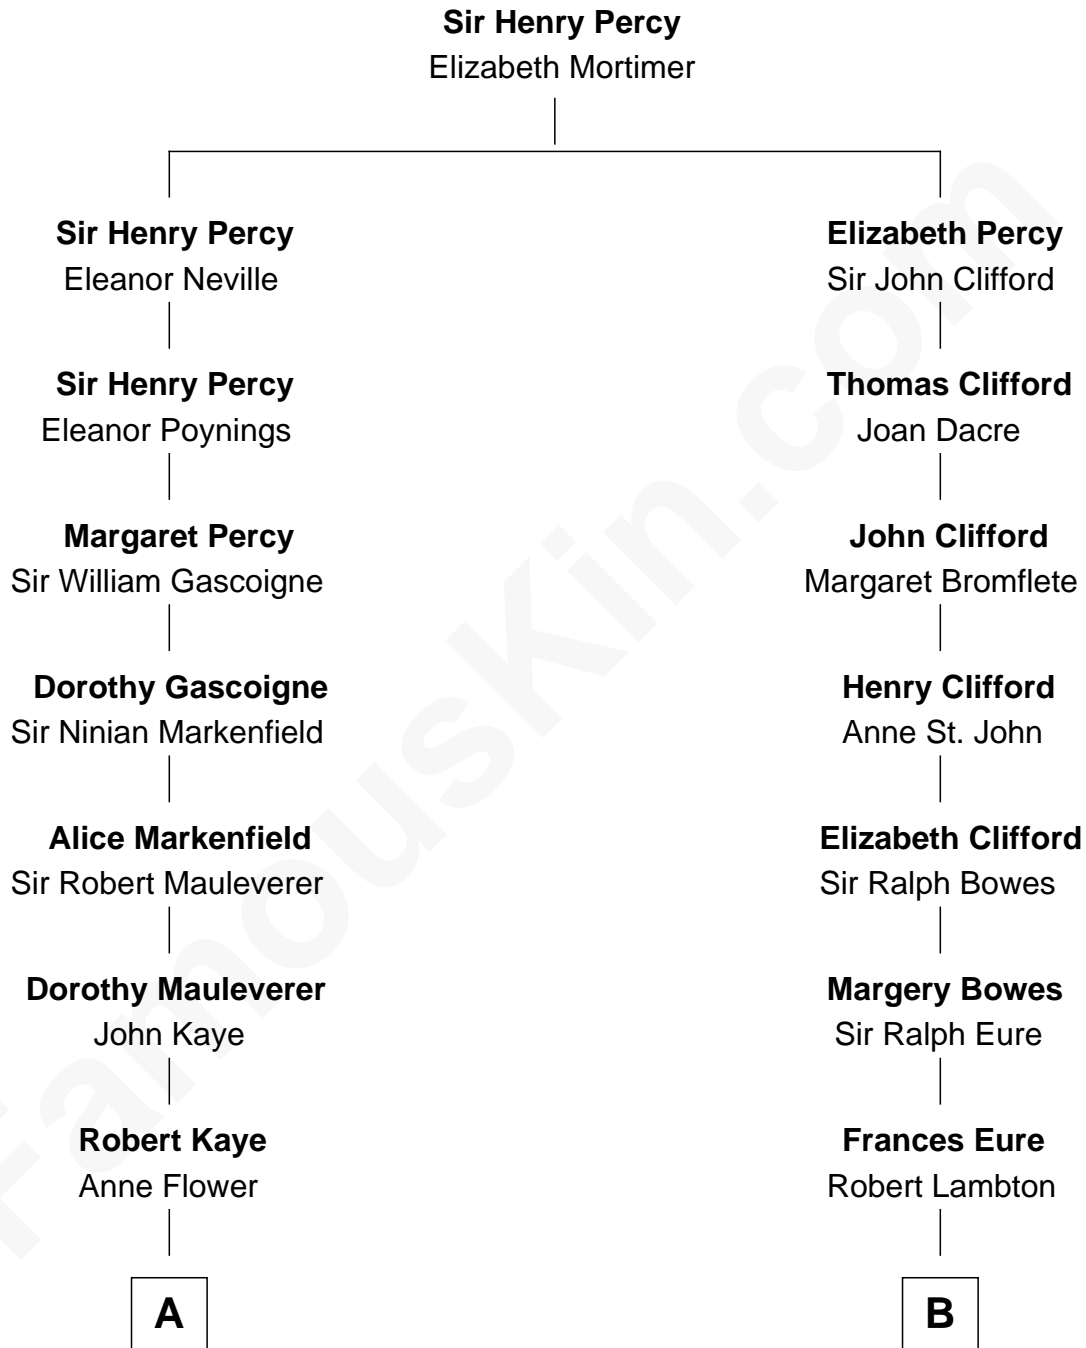 Sir Henry Percy
Elizabeth Mortimer
Sir Henry Percy
Eleanor Neville
Sir Henry Percy
Eleanor Poynings
Margaret Percy
Sir William Gascoigne
Dorothy Gascoigne
Sir Ninian Markenfield
Alice Markenfield
Sir Robert Mauleverer
Dorothy Mauleverer
John Kaye
Robert Kaye
Anne Flower
A
Elizabeth Percy
Sir John Clifford
Thomas Clifford
Joan Dacre
John Clifford
Margaret Bromflete
Henry Clifford
Anne St. John
Elizabeth Clifford
Sir Ralph Bowes
Margery Bowes
Sir Ralph Eure
Frances Eure
Robert Lambton
B
FamousKin.com